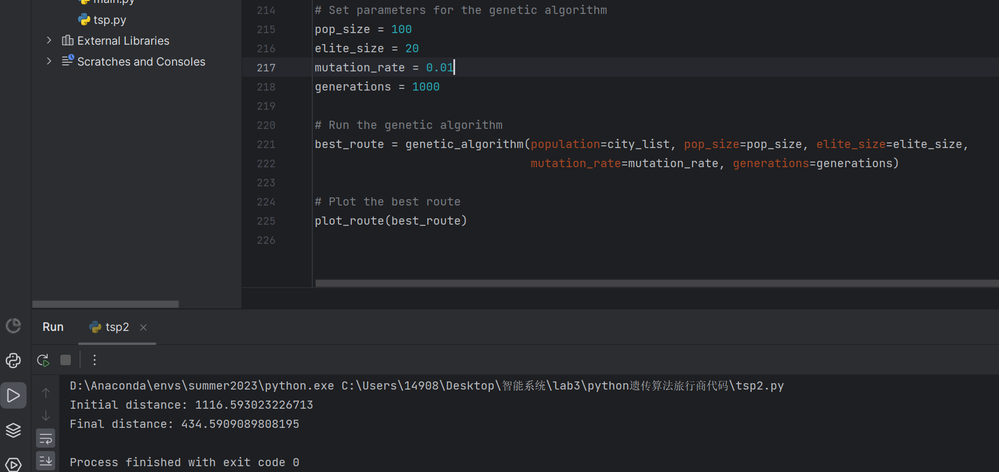 main.py
tsp.py
External Libraries
Scratches and Consoles
214 # Set parameters for the genetic algorithm
215 pop_size = 100
216 elite_size = 20
217 mutation_rate = 0.01
218 generations = 1000
219
220 # Run the genetic algorithm
221 best_route = genetic_algorithm(population=city_list, pop_size=pop_size, elite_size=elite_size,
222 mutation_rate=mutation_rate, generations=generations)
223
224 # Plot the best route
225 plot_route(best_route)
226
Run tsp2
D:\Anaconda\envs\summer2023\python.exe C:\Users\14908\Desktop\智能系统\lab3\python遗传算法旅行商代码\tsp2.py
Initial distance: 1116.593023226713
Final distance: 434.5909089808195
Process finished with exit code 0